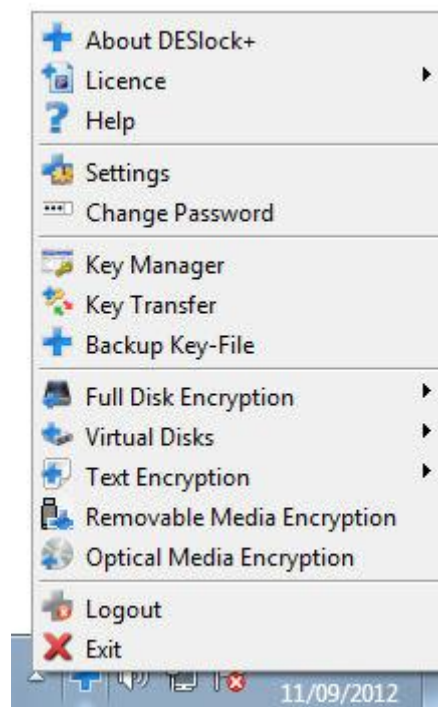 About DESlock+
Licence
Help
Settings
Change Password
Key Manager
Key Transfer
Backup Key-File
Full Disk Encryption
Virtual Disks
Text Encryption
Removable Media Encryption
Optical Media Encryption
Logout
Exit
11/09/2012